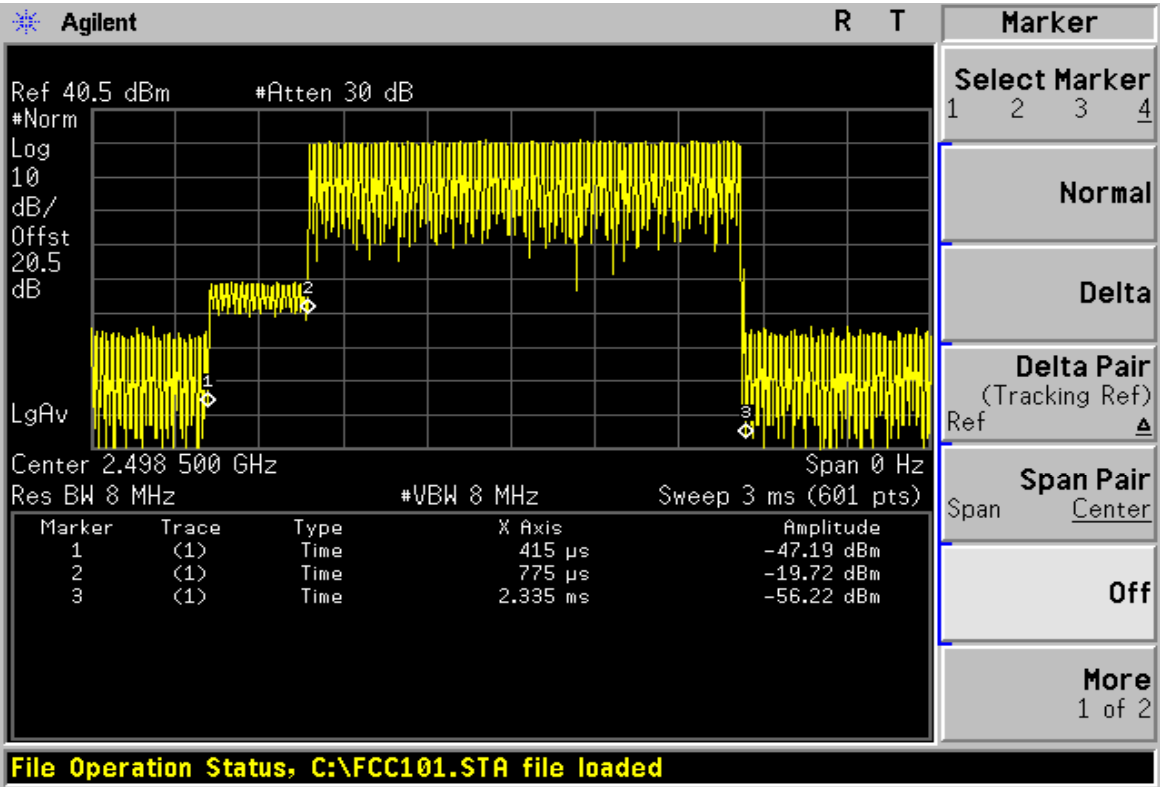 Agilent R T Marker
Ref 40.5 dBm #Atten 30 dB
#Norm
Log
10
dB/
Offst
20.5
dB
LgAv
1
2
3
Center 2.498 500 GHz Span 0 Hz
Res BW 8 MHz #VBW 8 MHz Sweep 3 ms (601 pts)
Marker Trace Type X Axis Amplitude
1 (1) Time 415 µs -47.19 dBm
2 (1) Time 775 µs -19.72 dBm
3 (1) Time 2.335 ms -56.22 dBm
Select Marker
1 2 3 4
Normal
Delta
Delta Pair
(Tracking Ref)
Ref Δ
Span Pair
Span Center
Off
More
1 of 2
File Operation Status, C:\FCC101.STA file loaded